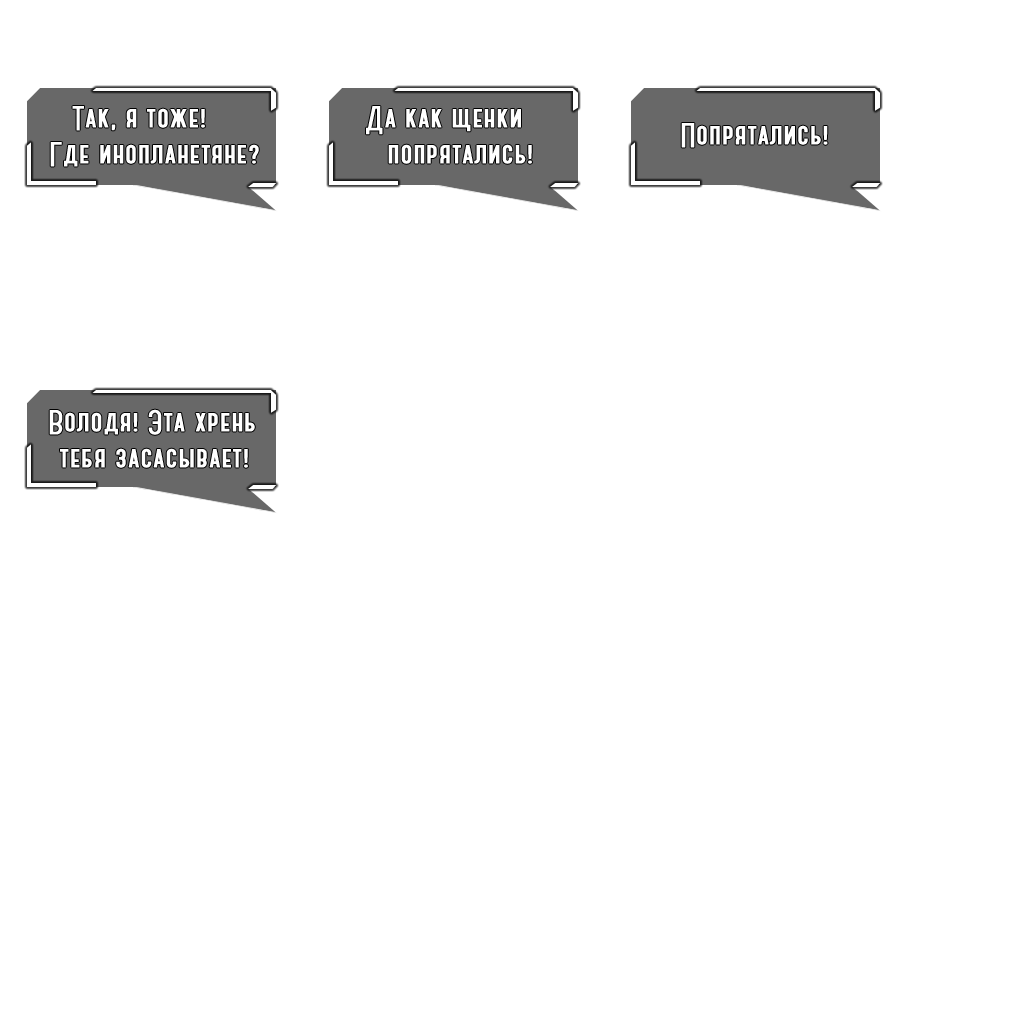 Так, я тоже!
Где инопланетяне?
Да как щенки
попрятались!
Попрятались!
Володя! Эта хрень
тебя засасывает!